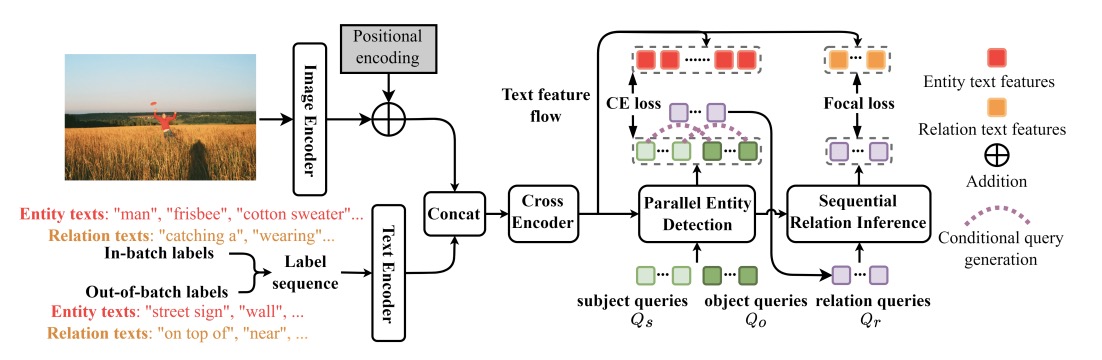 Positional
encoding
Image Encoder
Entity texts: "man", "frisbee", "cotton sweater"...
Relation texts: "catching a", "wearing"...
In-batch labels
Out-of-batch labels
Entity texts: "street sign", "wall", ...
Relation texts: "on top of", "near", ...
Label
sequence
Text Encoder
Concat
Cross
Encoder
Text feature
flow
CE loss
Focal loss
Parallel Entity
Detection
Sequential
Relation Inference
subject queries
Qs
object queries
Qo
relation queries
Qr
Entity text features
Relation text features
Addition
Conditional query
generation